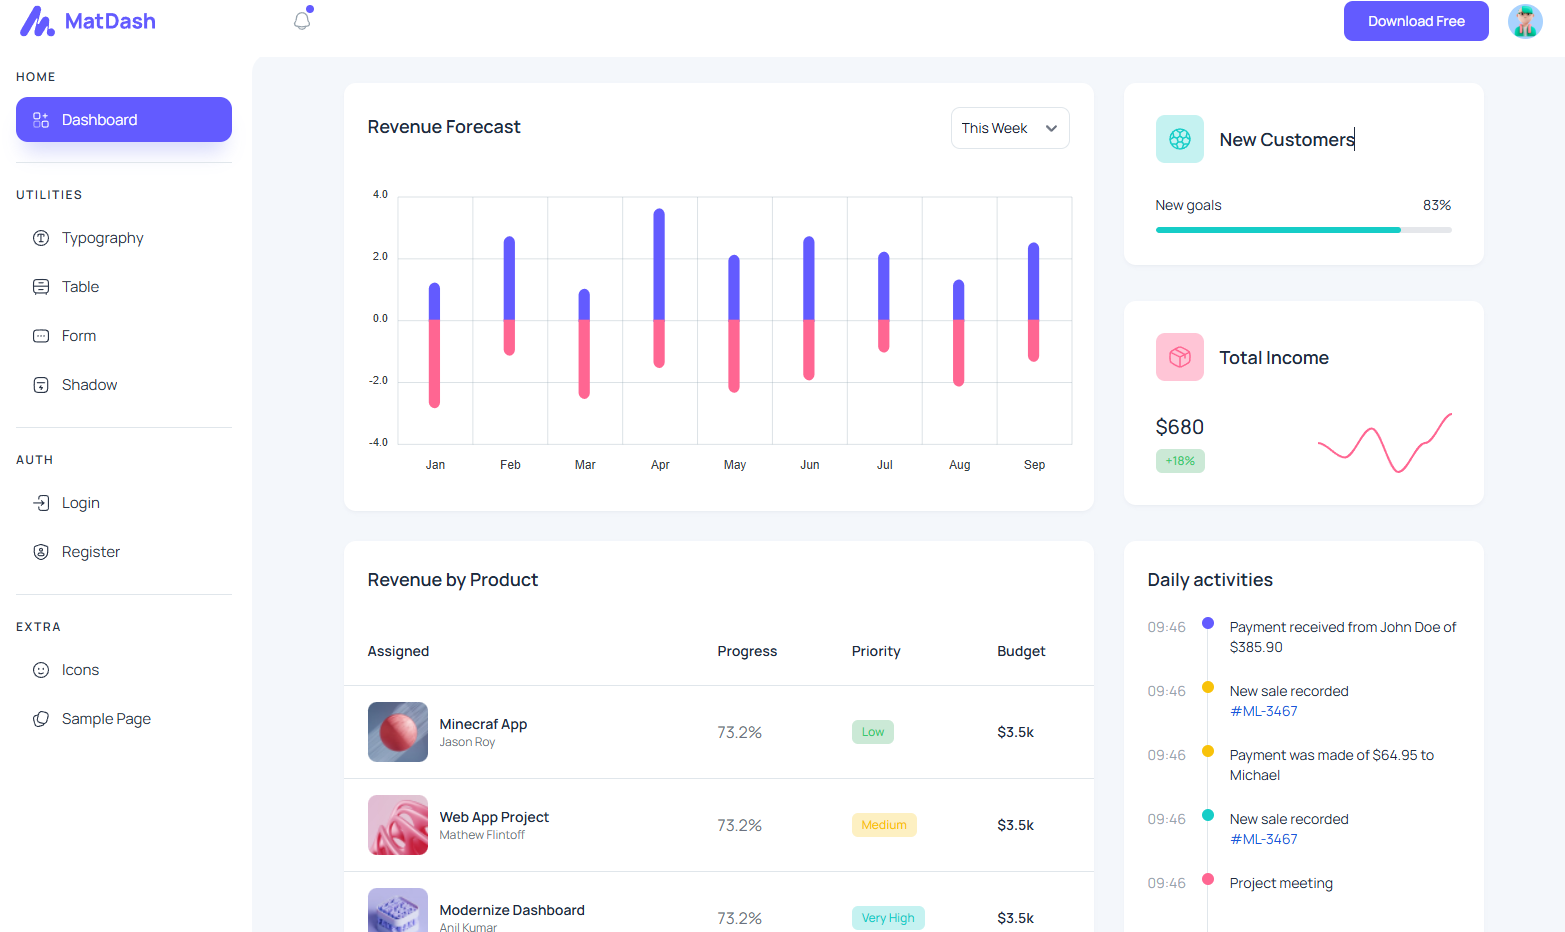 MatDash
Download Free
HOME
Dashboard
UTILITIES
Typography
Table
Form
Shadow
AUTH
Login
Register
EXTRA
Icons
Sample Page
Revenue Forecast
This Week
4.0
2.0
0.0
-2.0
-4.0
Jan Feb Mar Apr May Jun Jul Aug Sep
New Customers
New goals 83%
Total Income
$680
+18%
Revenue by Product
Assigned Progress Priority Budget
Minecraf App
Jason Roy
73.2% Low $3.5k
Web App Project
Mathew Flintoff
73.2% Medium $3.5k
Modernize Dashboard
Anil Kumar
73.2% Very High $3.5k
Daily activities
09:46 Payment received from John Doe of
$385.90
09:46 New sale recorded
#ML-3467
09:46 Payment was made of $64.95 to
Michael
09:46 New sale recorded
#ML-3467
09:46 Project meeting